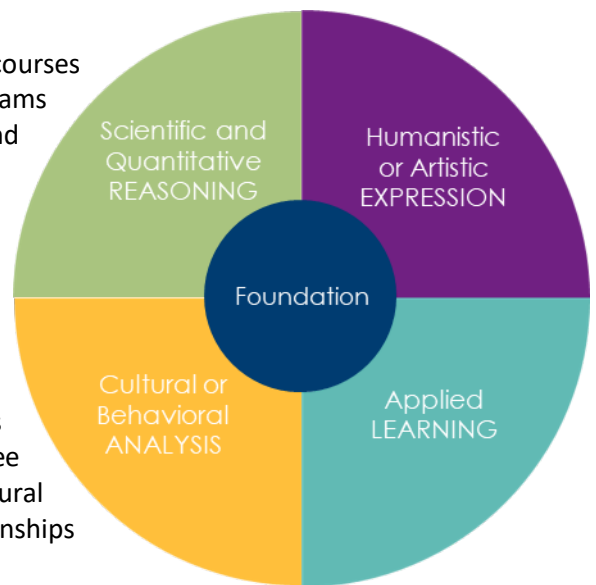 courses
ams
nd
s
ee
ural
nships
Scientific and
Quantitative
REASONING
Humanistic
or Artistic
EXPRESSION
Foundation
Cultural or
Behavioral
ANALYSIS
Applied
LEARNING